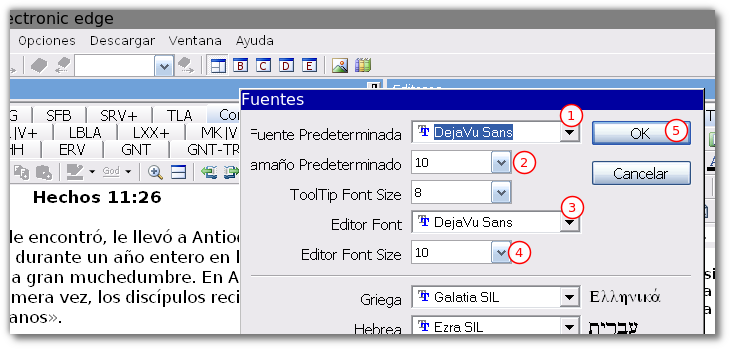 ectronic edge
Opciones Descargar Ventana Ayuda
B C D E
Fuentes
G SFB SRV+ TLA
V+ LBLA LXX+ MK|V
HH ERV GNT GNT-TR
God
Hechos 11:26
le encontró, le llevó a Antio
durante un año entero en l
a gran muchedumbre. En A
mera vez, los discípulos reci
anos».
Fuente Predeterminada DejaVu Sans 1
OK 5
amaño Predeterminado 10 2
Cancelar
ToolTip Font Size 8
Editor Font DejaVu Sans 3
Editor Font Size 10 4
Griega Galatia SIL Ελληνικά
Hebrea Ezra SIL עברית